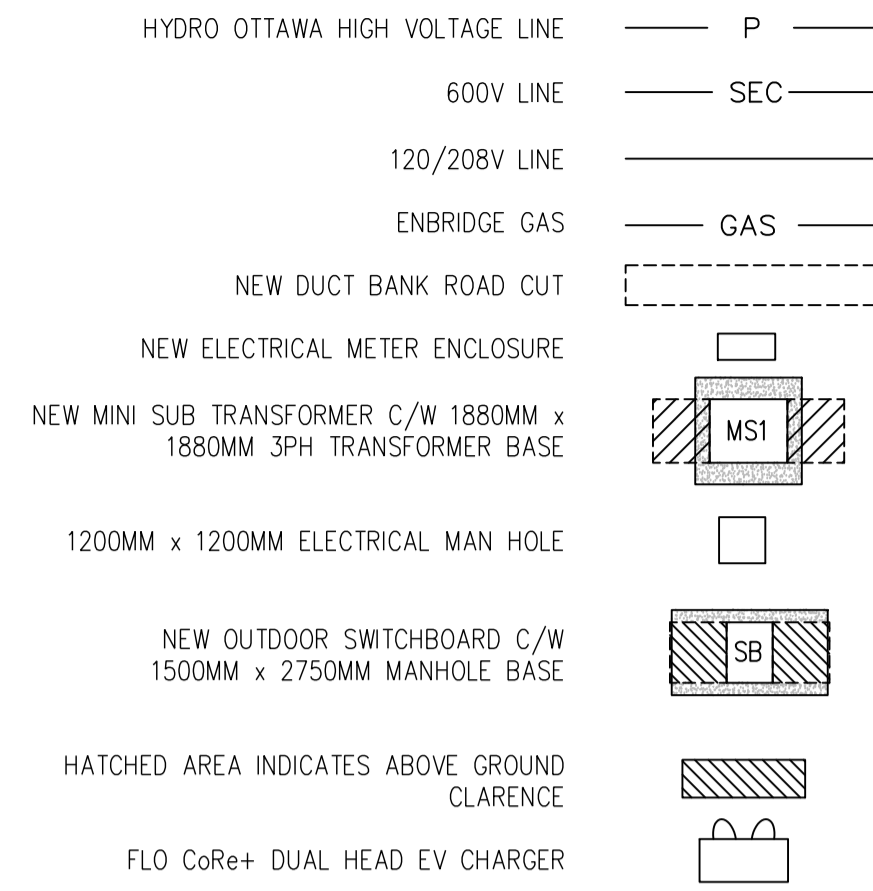 HYDRO OTTAWA HIGH VOLTAGE LINE
P
600V LINE
SEC
120/208V LINE
ENBRIDGE GAS
GAS
NEW DUCT BANK ROAD CUT
NEW ELECTRICAL METER ENCLOSURE
NEW MINI SUB TRANSFORMER C/W 1880MM x
1880MM 3PH TRANSFORMER BASE
MS1
1200MM x 1200MM ELECTRICAL MAN HOLE
NEW OUTDOOR SWITCHBOARD C/W
1500MM x 2750MM MANHOLE BASE
SB
HATCHED AREA INDICATES ABOVE GROUND
CLARENCE
FLO CoRe+ DUAL HEAD EV CHARGER